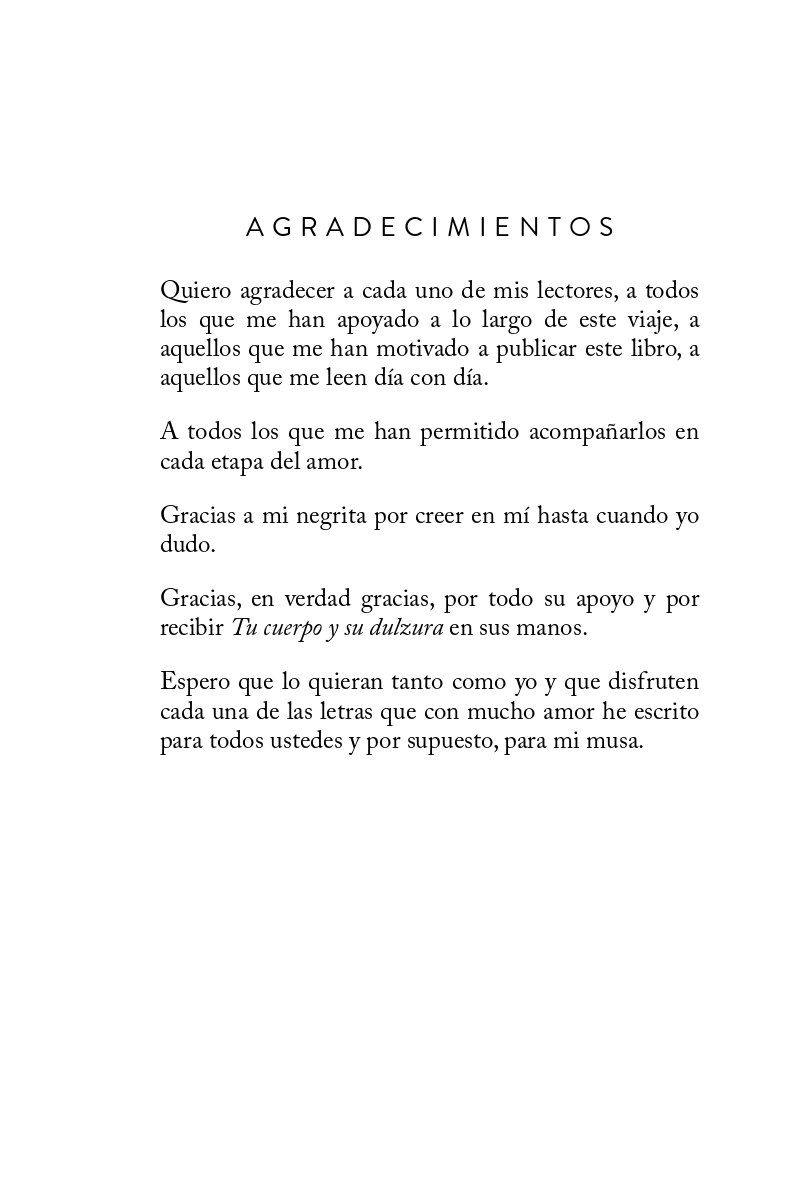 AGRADECIMIENTOS
Quiero agradecer a cada uno de mis lectores, a todos
los que me han apoyado a lo largo de este viaje, a
aquellos que me han motivado a publicar este libro, a
aquellos que me leen día con día.
A todos los que me han permitido acompañarlos en
cada etapa del amor.
Gracias a mi negrita por creer en mí hasta cuando yo
dudo.
Gracias, en verdad gracias, por todo su apoyo y por
recibir Tu cuerpo y su dulzura en sus manos.
Espero que lo quieran tanto como yo y que disfruten
cada una de las letras que con mucho amor he escrito
para todos ustedes y por supuesto, para mi musa.